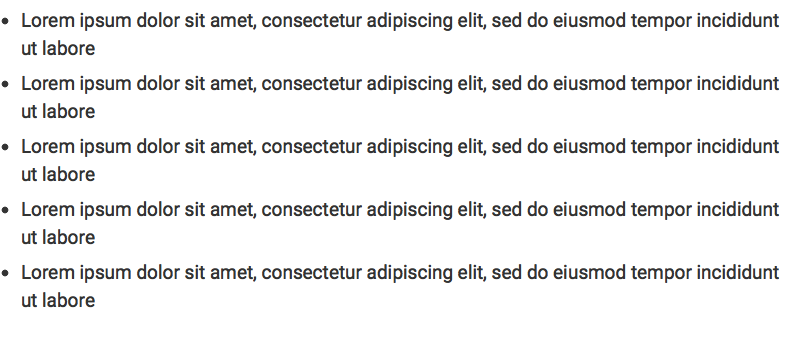 • Lorem ipsum dolor sit amet, consectetur adipiscing elit, sed do eiusmod tempor incididunt
ut labore
• Lorem ipsum dolor sit amet, consectetur adipiscing elit, sed do eiusmod tempor incididunt
ut labore
• Lorem ipsum dolor sit amet, consectetur adipiscing elit, sed do eiusmod tempor incididunt
ut labore
• Lorem ipsum dolor sit amet, consectetur adipiscing elit, sed do eiusmod tempor incididunt
ut labore
• Lorem ipsum dolor sit amet, consectetur adipiscing elit, sed do eiusmod tempor incididunt
ut labore